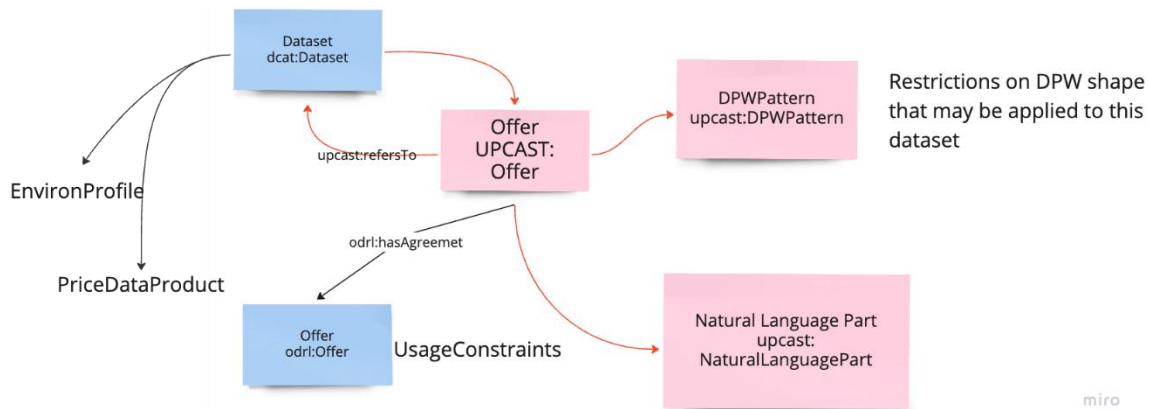 Dataset
dcat:Dataset
DPWPattern
upcast:DPWPattern
Restrictions on DPW shape
that may be applied to this
dataset
Offer
UPCAST:
Offer
upcast:refersTo
EnvironProfile
odrl:hasAgreemet
PriceDataProduct
Offer
odrl:Offer
UsageConstraints
Natural Language Part
upcast:
NaturalLanguagePart
miro